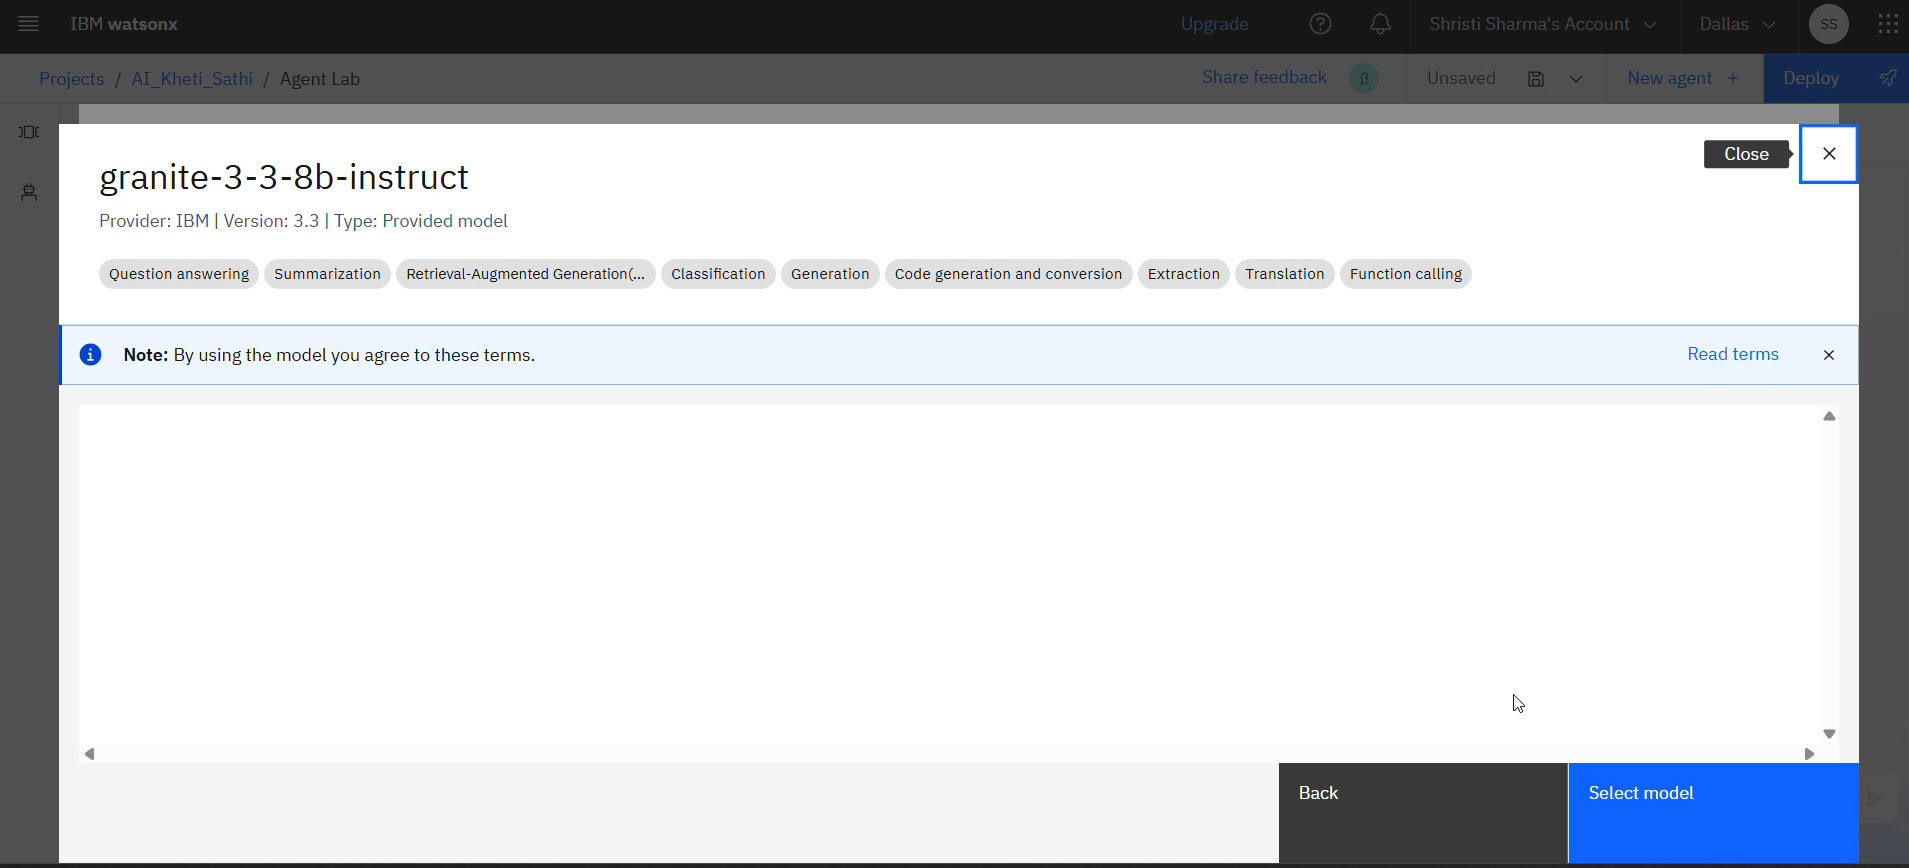 IBM watsonx
Upgrade
Shristi Sharma's Account
Dallas
SS
Projects / AI_Kheti_Sathi / Agent Lab
Share feedback
β
Unsaved
New agent +
Deploy
granite-3-3-8b-instruct
Close
Provider: IBM | Version: 3.3 | Type: Provided model
Question answering Summarization Retrieval-Augmented Generation(... Classification Generation Code generation and conversion Extraction Translation Function calling
Note: By using the model you agree to these terms.
Read terms
Back
Select model